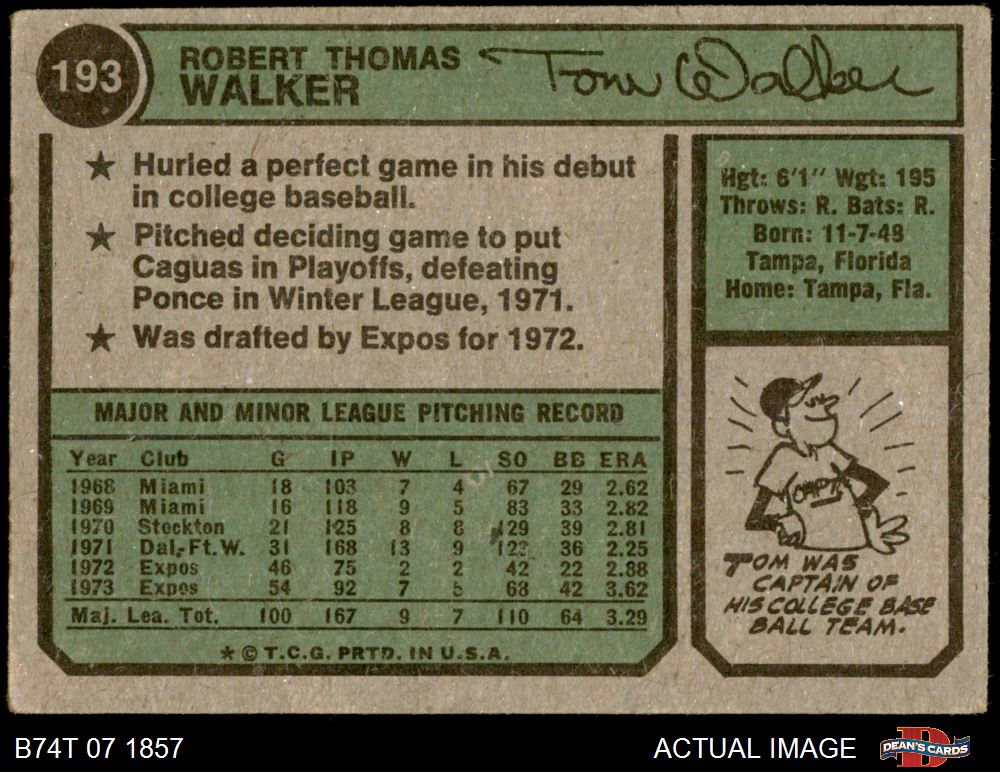 193
ROBERT THOMAS
WALKER
Tom Walker
★ Hurled a perfect game in his debut
in college baseball.
★ Pitched deciding game to put
Caguas in Playoffs, defeating
Ponce in Winter League, 1971.
★ Was drafted by Expos for 1972.
Hgt: 6'1" Wgt: 195
Throws: R. Bats: R.
Born: 11-7-48
Tampa, Florida
Home: Tampa, Fla.
MAJOR AND MINOR LEAGUE PITCHING RECORD
Year Club G IP W L SO BB ERA
1968 Miami 18 103 7 4 67 29 2.62
1969 Miami 16 118 9 5 83 33 2.82
1970 Stockton 21 125 8 8 129 39 2.81
1971 Dal.-Ft. W. 31 168 13 9 123 36 2.25
1972 Expos 46 75 2 2 42 22 2.88
1973 Expos 54 92 7 5 68 42 3.62
Maj. Lea. Tot. 100 167 9 7 110 64 3.29
* © T.C.G. PRTD. IN U.S.A.
CAPT.
TOM WAS
CAPTAIN OF
HIS COLLEGE BASE
BALL TEAM.
B74T 07 1857
ACTUAL IMAGE
DEAN'S CARDS